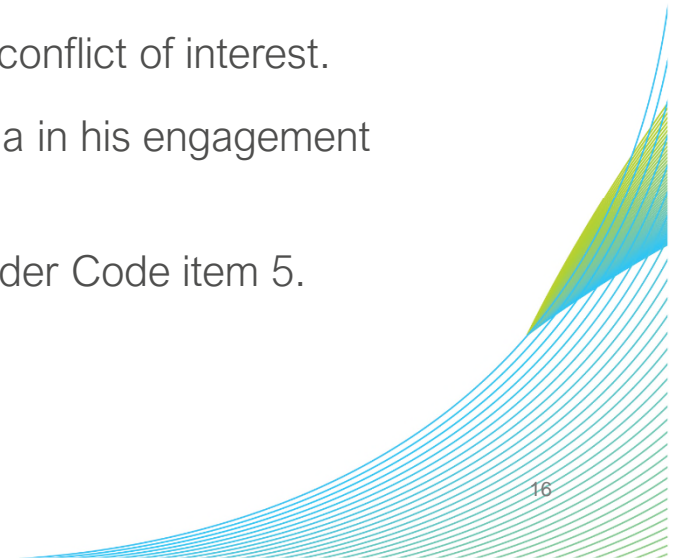 conflict of interest.
a in his engagement
der Code item 5.
16